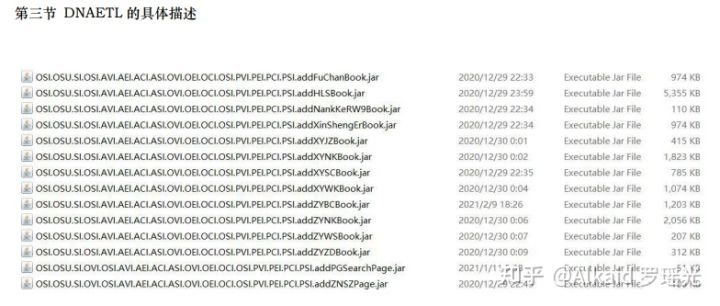 第三节 DNAETL 的具体描述
OSI.OSU.SI.OSI.AVI.AEI.ACI.ASI.OVI.OEI.OCI.OSI.PVI.PEI.PCI.PSI.addFuChanBook.jar 2020/12/29 22:33 Executable Jar File 974 KB
OSI.OSU.SI.OSI.AVI.AEI.ACI.ASI.OVI.OEI.OCI.OSI.PVI.PEI.PCI.PSI.addHLSBook.jar 2020/12/29 23:59 Executable Jar File 5,355 KB
OSI.OSU.SI.OSI.AVI.AEI.ACI.ASI.OVI.OEI.OCI.OSI.PVI.PEI.PCI.PSI.addNankKeRW9Book.jar 2020/12/29 22:34 Executable Jar File 110 KB
OSI.OSU.SI.OSI.AVI.AEI.ACI.ASI.OVI.OEI.OCI.OSI.PVI.PEI.PCI.PSI.addXinShengErBook.jar 2020/12/29 22:34 Executable Jar File 974 KB
OSI.OSU.SI.OSI.AVI.AEI.ACI.ASI.OVI.OEI.OCI.OSI.PVI.PEI.PCI.PSI.addXYJZBook.jar 2020/12/30 0:01 Executable Jar File 415 KB
OSI.OSU.SI.OSI.AVI.AEI.ACI.ASI.OVI.OEI.OCI.OSI.PVI.PEI.PCI.PSI.addXYNKBook.jar 2020/12/30 0:02 Executable Jar File 1,823 KB
OSI.OSU.SI.OSI.AVI.AEI.ACI.ASI.OVI.OEI.OCI.OSI.PVI.PEI.PCI.PSI.addXYSCBook.jar 2020/12/29 22:35 Executable Jar File 785 KB
OSI.OSU.SI.OSI.AVI.AEI.ACI.ASI.OVI.OEI.OCI.OSI.PVI.PEI.PCI.PSI.addXYWKBook.jar 2020/12/30 0:04 Executable Jar File 1,074 KB
OSI.OSU.SI.OSI.AVI.AEI.ACI.ASI.OVI.OEI.OCI.OSI.PVI.PEI.PCI.PSI.addZYBCBook.jar 2021/2/9 18:26 Executable Jar File 1,203 KB
OSI.OSU.SI.OSI.AVI.AEI.ACI.ASI.OVI.OEI.OCI.OSI.PVI.PEI.PCI.PSI.addZYNKBook.jar 2020/12/30 0:06 Executable Jar File 2,056 KB
OSI.OSU.SI.OSI.AVI.AEI.ACI.ASI.OVI.OEI.OCI.OSI.PVI.PEI.PCI.PSI.addZYWSBook.jar 2020/12/30 0:07 Executable Jar File 207 KB
OSI.OSU.SI.OSI.AVI.AEI.ACI.ASI.OVI.OEI.OCI.OSI.PVI.PEI.PCI.PSI.addZYZDBook.jar 2020/12/30 0:09 Executable Jar File 312 KB
OSI.OSU.SI.OVI.OSI.AVI.AEI.ACI.ASI.OVI.OEI.OCI.OSI.PVI.PEI.PCI.PSI.addPGSearchPage.jar Executable Jar File KB
OSI.OSU.SI.OVI.OSI.AVI.AEI.ACI.ASI.OVI.OEI.OCI.OSI.PVI.PEI.PCI.PSI.addZNSZPage.jar Executable Jar File KB
知乎 @Alkaid 罗瑶光